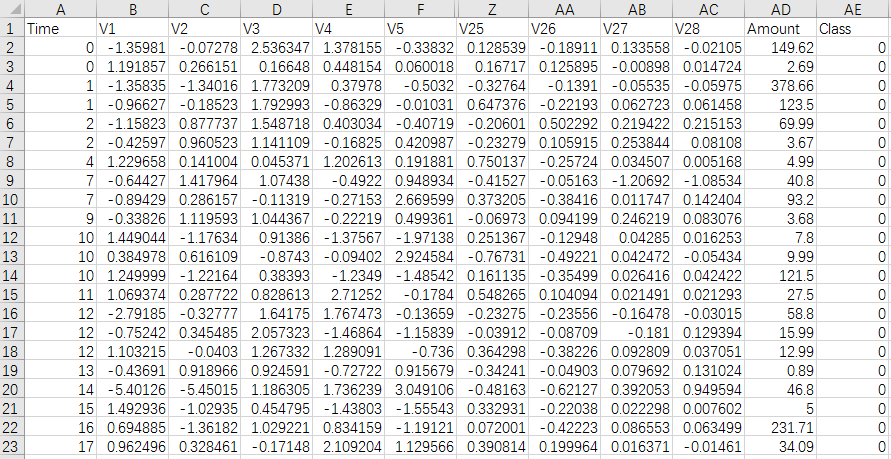 A B C D E F Z AA AB AC AD AE
1 Time V1 V2 V3 V4 V5 V25 V26 V27 V28 Amount Class
2 0 -1.35981 -0.07278 2.536347 1.378155 -0.33832 0.128539 -0.18911 0.133558 -0.02105 149.62 0
3 0 1.191857 0.266151 0.16648 0.448154 0.060018 0.16717 0.125895 -0.00898 0.014724 2.69 0
4 1 -1.35835 -1.34016 1.773209 0.37978 -0.5032 -0.32764 -0.1391 -0.05535 -0.05975 378.66 0
5 1 -0.96627 -0.18523 1.792993 -0.86329 -0.01031 0.647376 -0.22193 0.062723 0.061458 123.5 0
6 2 -1.15823 0.877737 1.548718 0.403034 -0.40719 -0.20601 0.502292 0.219422 0.215153 69.99 0
7 2 -0.42597 0.960523 1.141109 -0.16825 0.420987 -0.23279 0.105915 0.253844 0.08108 3.67 0
8 4 1.229658 0.141004 0.045371 1.202613 0.191881 0.750137 -0.25724 0.034507 0.005168 4.99 0
9 7 -0.64427 1.417964 1.07438 -0.4922 0.948934 -0.41527 -0.05163 -1.20692 -1.08534 40.8 0
10 7 -0.89429 0.286157 -0.11319 -0.27153 2.669599 0.373205 -0.38416 0.011747 0.142404 93.2 0
11 9 -0.33826 1.119593 1.044367 -0.22219 0.499361 -0.06973 0.094199 0.246219 0.083076 3.68 0
12 10 1.449044 -1.17634 0.91386 -1.37567 -1.97138 0.251367 -0.12948 0.04285 0.016253 7.8 0
13 10 0.384978 0.616109 -0.8743 -0.09402 2.924584 -0.76731 -0.49221 0.042472 -0.05434 9.99 0
14 10 1.249999 -1.22164 0.38393 -1.2349 -1.48542 0.161135 -0.35499 0.026416 0.042422 121.5 0
15 11 1.069374 0.287722 0.828613 2.71252 -0.1784 0.548265 0.104094 0.021491 0.021293 27.5 0
16 12 -2.79185 -0.32777 1.64175 1.767473 -0.13659 -0.23275 -0.23556 -0.16478 -0.03015 58.8 0
17 12 -0.75242 0.345485 2.057323 -1.46864 -1.15839 -0.03912 -0.08709 -0.181 0.129394 15.99 0
18 12 1.103215 -0.0403 1.267332 1.289091 -0.736 0.364298 -0.38226 0.092809 0.037051 12.99 0
19 13 -0.43691 0.918966 0.924591 -0.72722 0.915679 -0.34241 -0.04903 0.079692 0.131024 0.89 0
20 14 -5.40126 -5.45015 1.186305 1.736239 3.049106 -0.48163 -0.62127 0.392053 0.949594 46.8 0
21 15 1.492936 -1.02935 0.454795 -1.43803 -1.55543 0.332931 -0.22038 0.022298 0.007602 5 0
22 16 0.694885 -1.36182 1.029221 0.834159 -1.19121 0.072001 -0.42223 0.086553 0.063499 231.71 0
23 17 0.962496 0.328461 -0.17148 2.109204 1.129566 0.390814 0.199964 0.016371 -0.01461 34.09 0